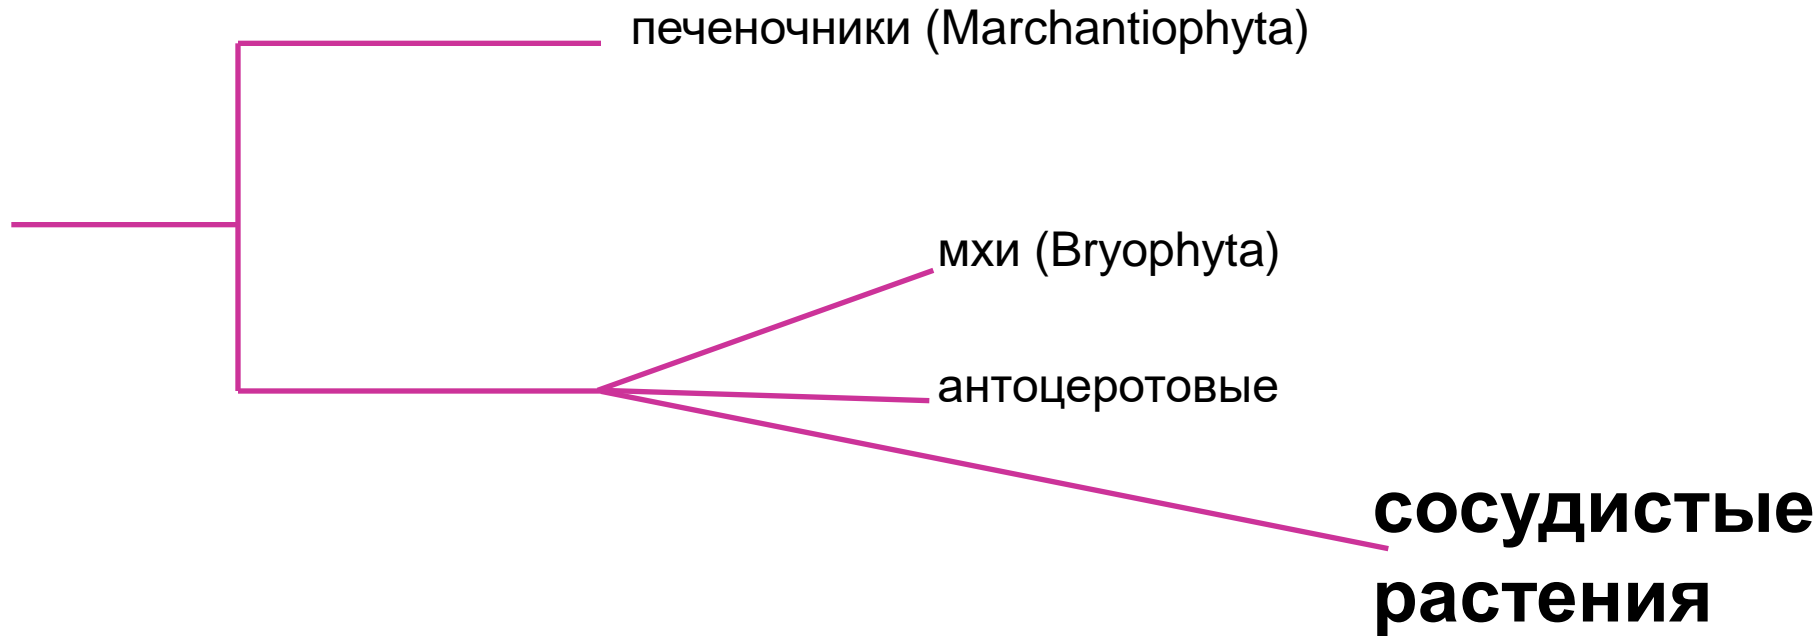 печеночники (Marchantiophyta)
мхи (Bryophyta)
антоцеротовые
сосудистые
растения